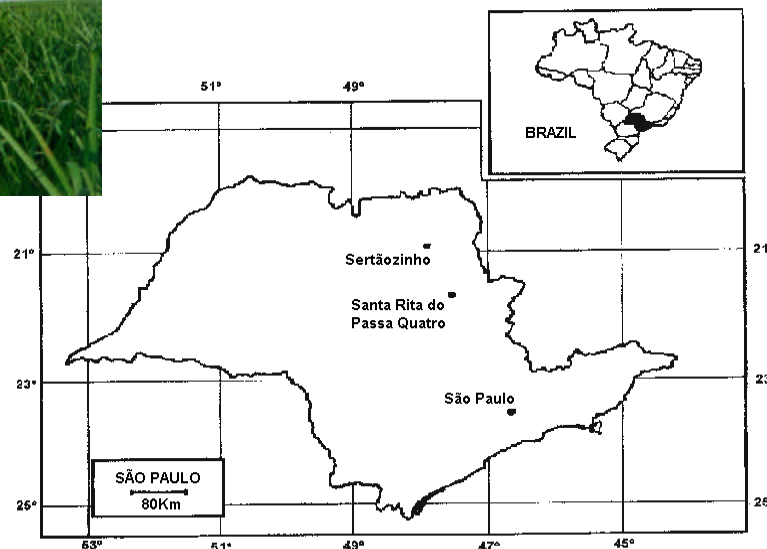 51°
49°
BRAZIL
21°
21
Sertãozinho
Santa Rita do
Passa Quatro
23°
23
São Paulo
SÃO PAULO
80Km
25°
25
53°
51°
49°
47°
45°